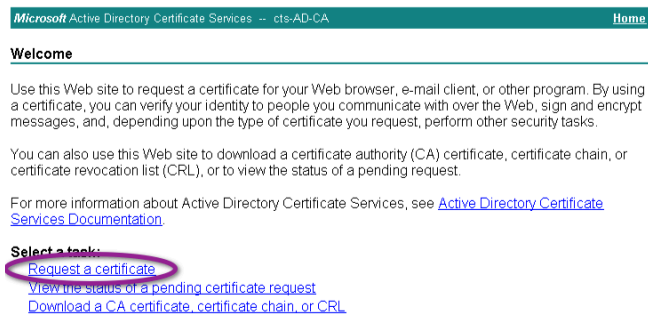 Microsoft Active Directory Certificate Services -- cts-AD-CA Home
Welcome
Use this Web site to request a certificate for your Web browser, e-mail client, or other program. By using
a certificate, you can verify your identity to people you communicate with over the Web, sign and encrypt
messages, and, depending upon the type of certificate you request, perform other security tasks.
You can also use this Web site to download a certificate authority (CA) certificate, certificate chain, or
certificate revocation list (CRL), or to view the status of a pending request.
For more information about Active Directory Certificate Services, see Active Directory Certificate
Services Documentation.
Select a task:
Request a certificate
View the status of a pending certificate request
Download a CA certificate, certificate chain, or CRL